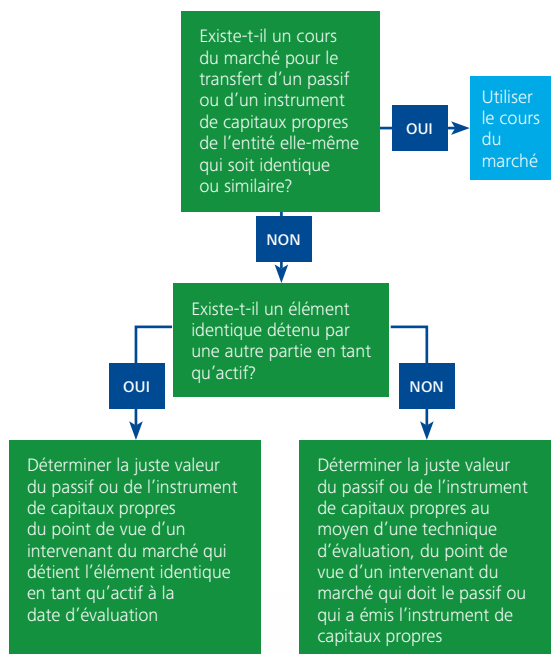 Existe-t-il un cours
du marché pour le
transfert d'un passif
ou d'un instrument
de capitaux propres
de l'entité elle-même
qui soit identique
ou similaire?
OUI
Utiliser
le cours
du
marché
NON
Existe-t-il un élément
identique détenu par
une autre partie en tant
qu'actif?
OUI
NON
Déterminer la juste valeur
du passif ou de l'instrument
de capitaux propres
du point de vue d'un
intervenant du marché qui
détient l'élément identique
en tant qu'actif à la
date d'évaluation
Déterminer la juste valeur
du passif ou de l'instrument
de capitaux propres au
moyen d'une technique
d'évaluation, du point de
vue d'un intervenant du
marché qui doit le passif ou
qui a émis l'instrument de
capitaux propres